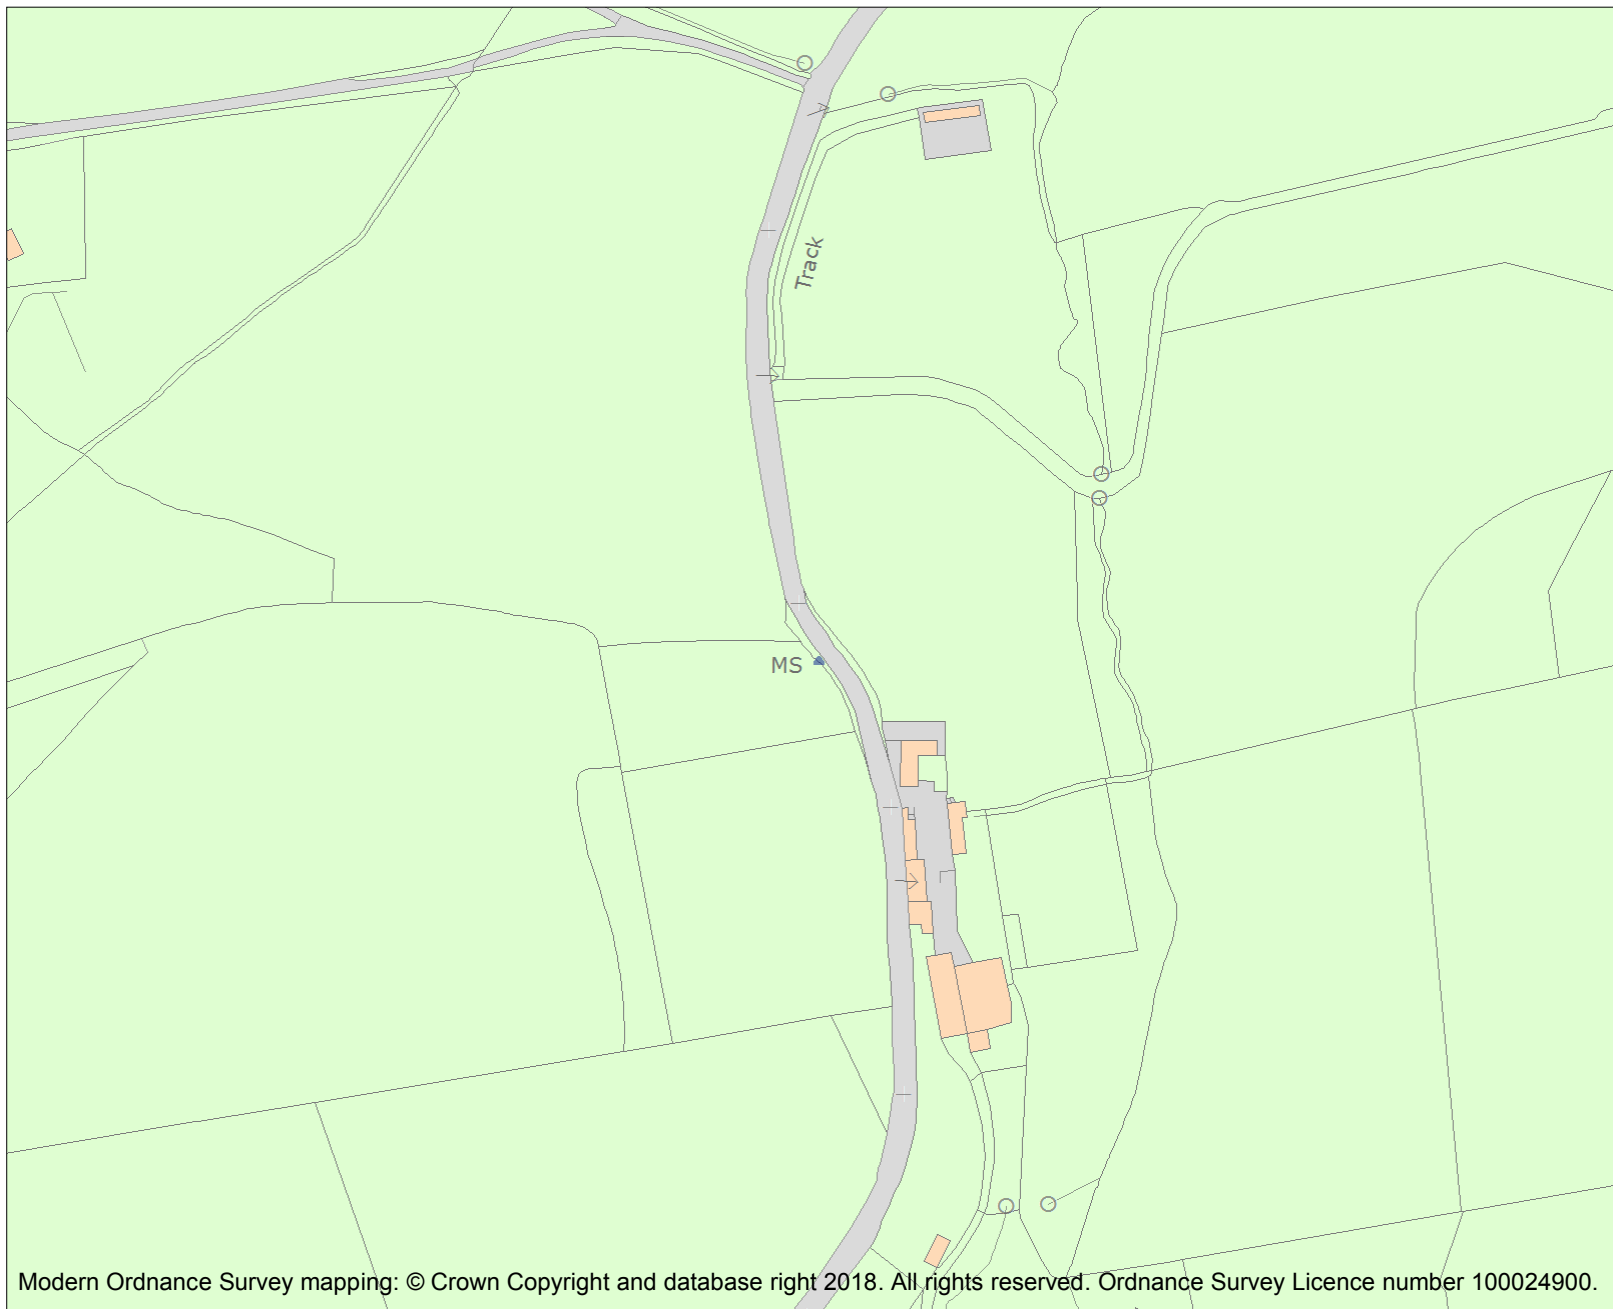 Track
MS
Modern Ordnance Survey mapping: © Crown Copyright and database right 2018. All rights reserved. Ordnance Survey Licence number 100024900.